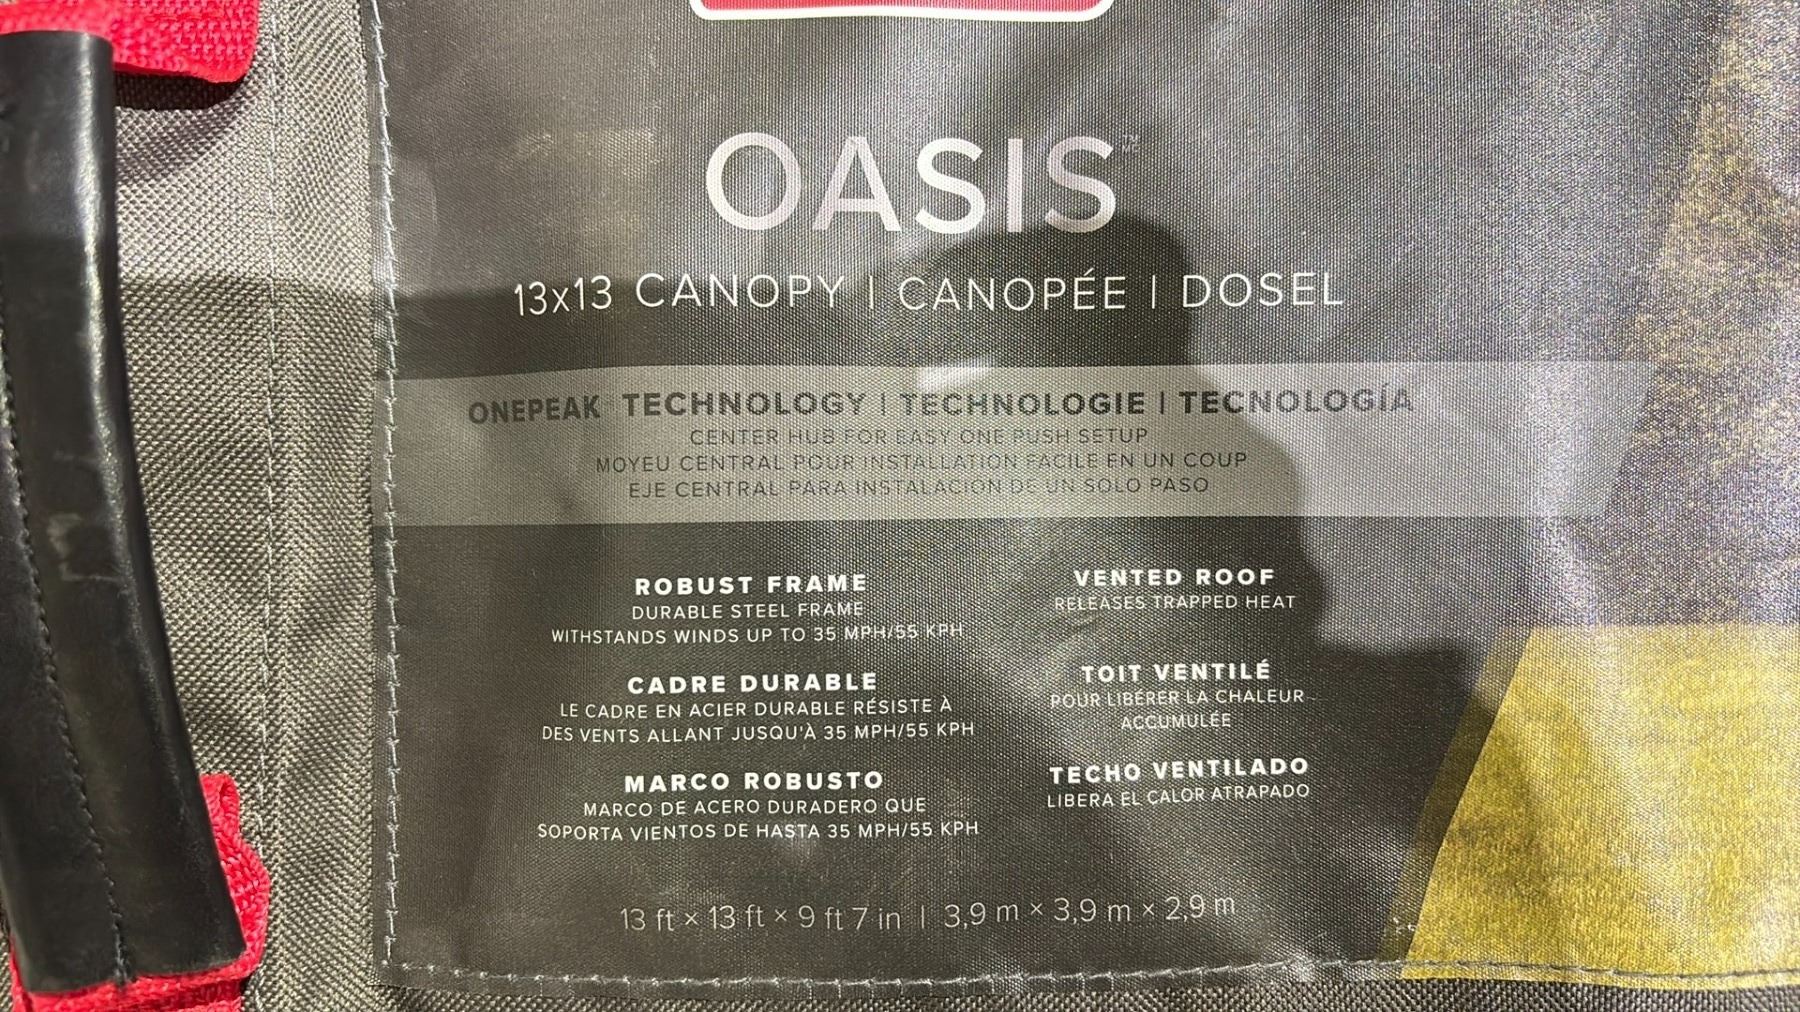 OASIS™
13x13 CANOPY | CANOPÉE | DOSEL
ONEPEAK TECHNOLOGY | TECHNOLOGIE | TECNOLOGÍA
CENTER HUB FOR EASY ONE PUSH SETUP
MOYEU CENTRAL POUR INSTALLATION FACILE EN UN COUP
EJE CENTRAL PARA INSTALACIÓN DE UN SOLO PASO
ROBUST FRAME
DURABLE STEEL FRAME
WITHSTANDS WINDS UP TO 35 MPH/55 KPH
CADRE DURABLE
LE CADRE EN ACIER DURABLE RÉSISTE À
DES VENTS ALLANT JUSQU'À 35 MPH/55 KPH
MARCO ROBUSTO
MARCO DE ACERO DURADERO QUE
SOPORTA VIENTOS DE HASTA 35 MPH/55 KPH
VENTED ROOF
RELEASES TRAPPED HEAT
TOIT VENTILÉ
POUR LIBÉRER LA CHALEUR
ACCUMULÉE
TECHO VENTILADO
LIBERA EL CALOR ATRAPADO
13 ft × 13 ft × 9 ft 7 in | 3,9 m × 3,9 m × 2,9 m